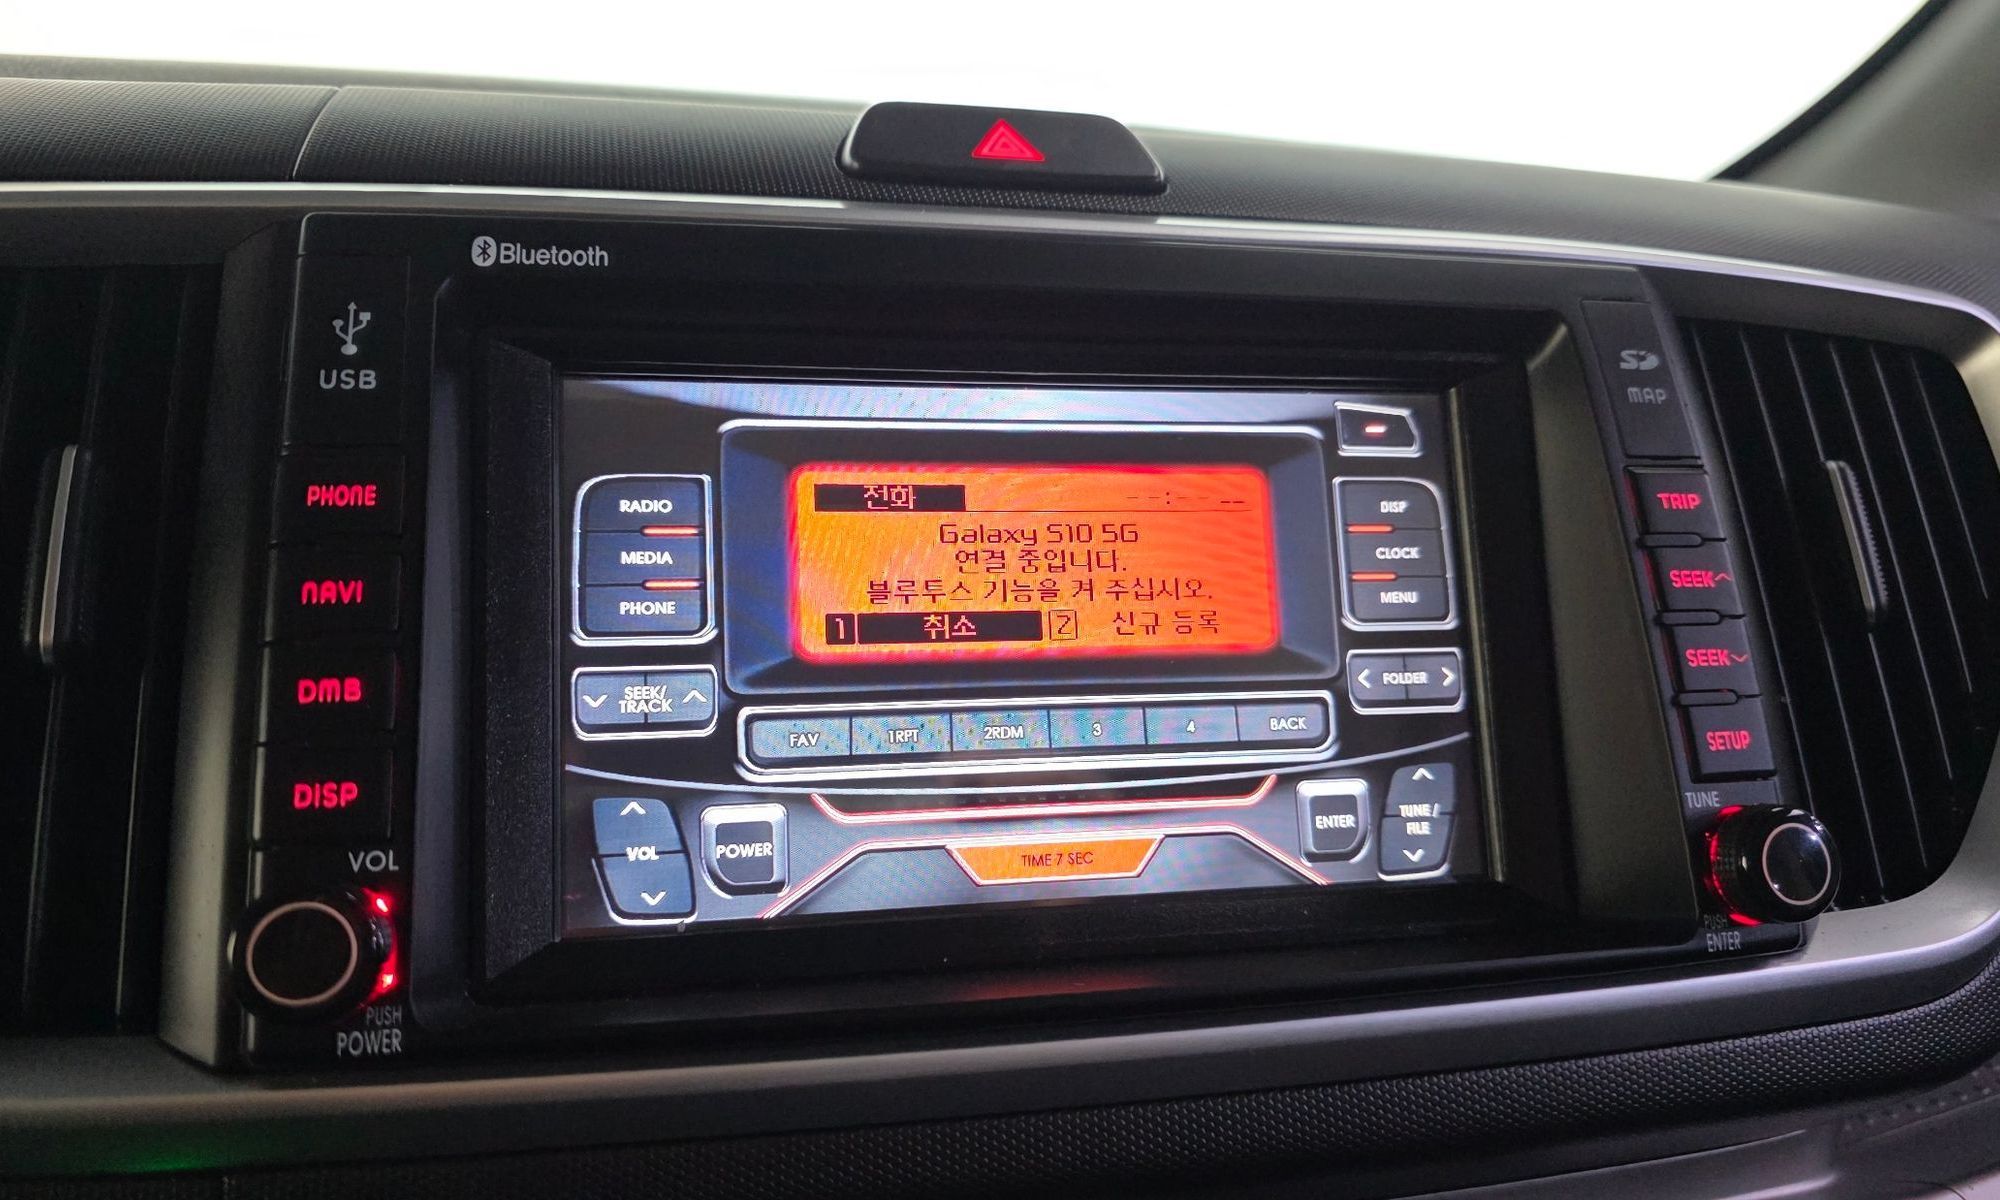 Bluetooth
USB
PHONE
NAVI
DMB
DISP
VOL
PUSH
POWER
RADIO
MEDIA
PHONE
SEEK/
TRACK
VOL
POWER
전화
--:-- --
Galaxy S10 5G
연결 중입니다.
블루투스 기능을 켜 주십시오.
1 취소 2 신규 등록
FAV 1RPT 2RDM 3 4 BACK
TIME 7 SEC
DISP
CLOCK
MENU
< FOLDER >
ENTER
TUNE /
FILE
SD
MAP
TRIP
SEEK
SEEK
SETUP
TUNE
PUSH
ENTER